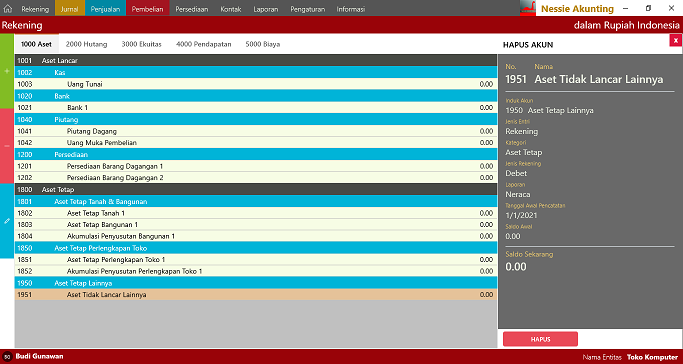 Rekening Jurnal Penjualan Pembelian Persediaan Kontak Laporan Pengaturan Informasi Nessie Akunting
Rekening dalam Rupiah Indonesia
1000 Aset 2000 Hutang 3000 Ekuitas 4000 Pendapatan 5000 Biaya
1001 Aset Lancar
1002 Kas
1003 Uang Tunai 0.00
1020 Bank
1021 Bank 1 0.00
1040 Piutang
1041 Piutang Dagang 0.00
1042 Uang Muka Pembelian 0.00
1200 Persediaan
1201 Persediaan Barang Dagangan 1 0.00
1202 Persediaan Barang Dagangan 2 0.00
1800 Aset Tetap
1801 Aset Tetap Tanah & Bangunan
1802 Aset Tetap Tanah 1 0.00
1803 Aset Tetap Bangunan 1 0.00
1804 Akumulasi Penyusutan Bangunan 1 0.00
1850 Aset Tetap Perlengkapan Toko
1851 Aset Tetap Perlengkapan Toko 1 0.00
1852 Akumulasi Penyusutan Perlengkapan Toko 1 0.00
1950 Aset Tetap Lainnya
1951 Aset Tidak Lancar Lainnya 0.00
HAPUS AKUN x
No. Nama
1951 Aset Tidak Lancar Lainnya
Induk Akun
1950 Aset Tetap Lainnya
Jenis Entri
Rekening
Kategori
Aset Tetap
Jenis Rekening
Debet
Laporan
Neraca
Tanggal Awal Pencatatan
1/1/2021
Saldo Awal
0.00
Saldo Sekarang
0.00
HAPUS
BG Budi Gunawan Nama Entitas Toko Komputer